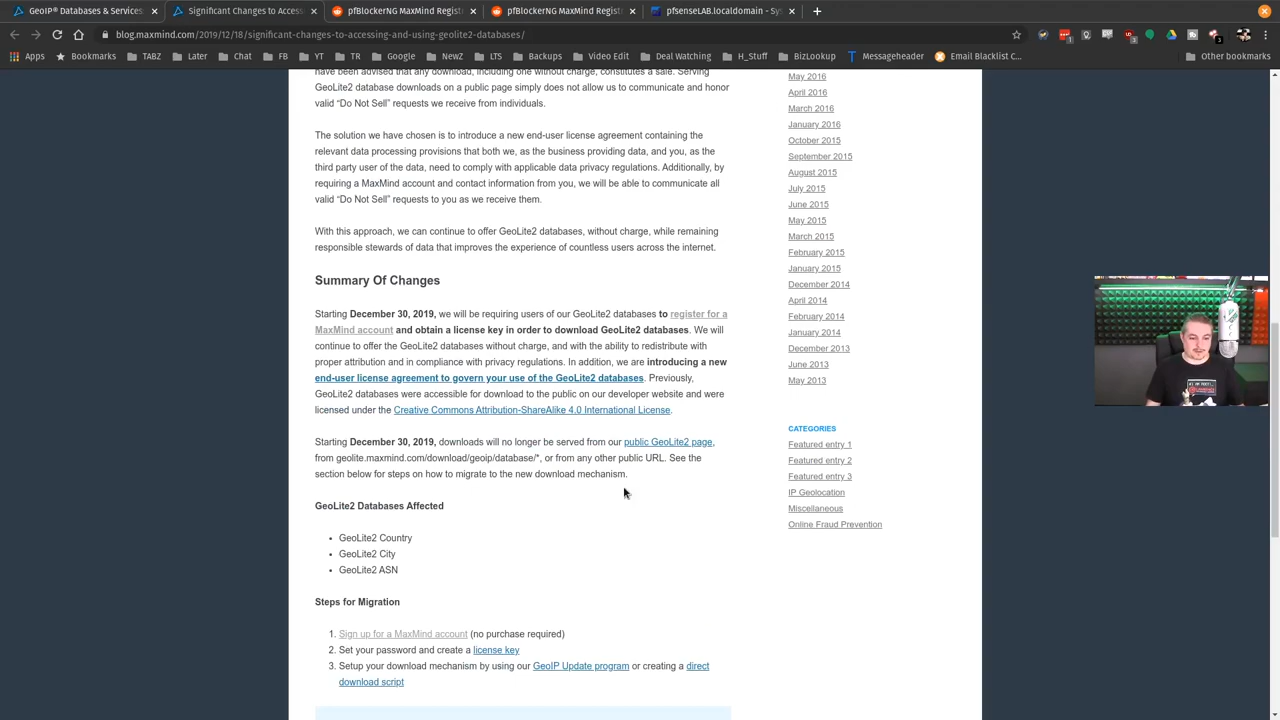 GeoIP® Databases & Services:
Significant Changes to Access
pfBlockerNG MaxMind Regist
pfBlockerNG MaxMind Regist
pfsenseLAB.localdomain - Sys
blog.maxmind.com/2019/12/18/significant-changes-to-accessing-and-using-geolite2-databases/
Apps
Bookmarks
TABZ
Later
Chat
FB
YT
TR
Google
NewZ
LTS
Backups
Video Edit
Deal Watching
H_Stuff
BizLookup
Messageheader
Email Blacklist C...
Other bookmarks
have been advised that any download, including one without charge, constitutes a sale. Serving
GeoLite2 database downloads on a public page simply does not allow us to communicate and honor
valid “Do Not Sell” requests we receive from individuals.
The solution we have chosen is to introduce a new end-user license agreement containing the
relevant data processing provisions that both we, as the business providing data, and you, as the
third party user of the data, need to comply with applicable data privacy regulations. Additionally, by
requiring a MaxMind account and contact information from you, we will be able to communicate all
valid “Do Not Sell” requests to you as we receive them.
With this approach, we can continue to offer GeoLite2 databases, without charge, while remaining
responsible stewards of data that improves the experience of countless users across the internet.
Summary Of Changes
Starting December 30, 2019, we will be requiring users of our GeoLite2 databases to register for a
MaxMind account and obtain a license key in order to download GeoLite2 databases. We will
continue to offer the GeoLite2 databases without charge, and with the ability to redistribute with
proper attribution and in compliance with privacy regulations. In addition, we are introducing a new
end-user license agreement to govern your use of the GeoLite2 databases. Previously,
GeoLite2 databases were accessible for download to the public on our developer website and were
licensed under the Creative Commons Attribution-ShareAlike 4.0 International License.
Starting December 30, 2019, downloads will no longer be served from our public GeoLite2 page,
from geolite.maxmind.com/download/geoip/database/*, or from any other public URL. See the
section below for steps on how to migrate to the new download mechanism.
GeoLite2 Databases Affected
• GeoLite2 Country
• GeoLite2 City
• GeoLite2 ASN
Steps for Migration
1. Sign up for a MaxMind account (no purchase required)
2. Set your password and create a license key
3. Setup your download mechanism by using our GeoIP Update program or creating a direct
download script
May 2016
April 2016
March 2016
January 2016
October 2015
September 2015
August 2015
July 2015
June 2015
May 2015
March 2015
February 2015
January 2015
December 2014
April 2014
February 2014
January 2014
December 2013
June 2013
May 2013
CATEGORIES
Featured entry 1
Featured entry 2
Featured entry 3
IP Geolocation
Miscellaneous
Online Fraud Prevention